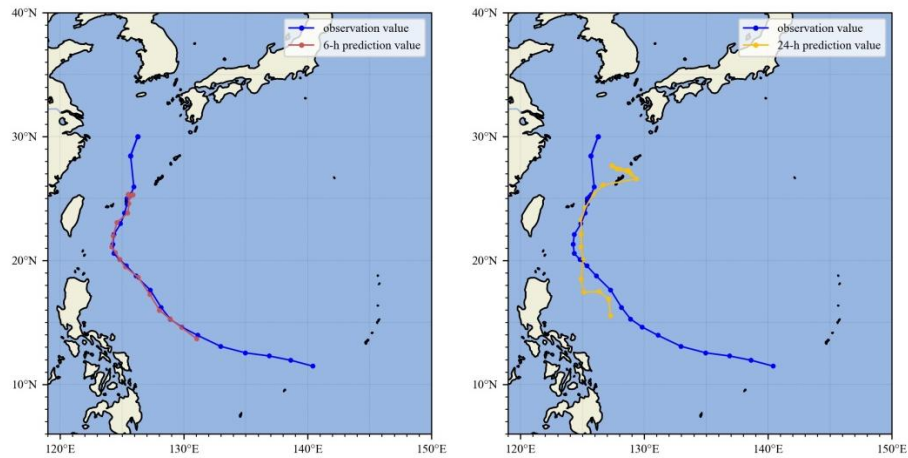 40°N
30°N
20°N
10°N
120°E
130°E
140°E
150°E
observation value
6-h prediction value
40°N
30°N
20°N
10°N
120°E
130°E
140°E
150°E
observation value
24-h prediction value